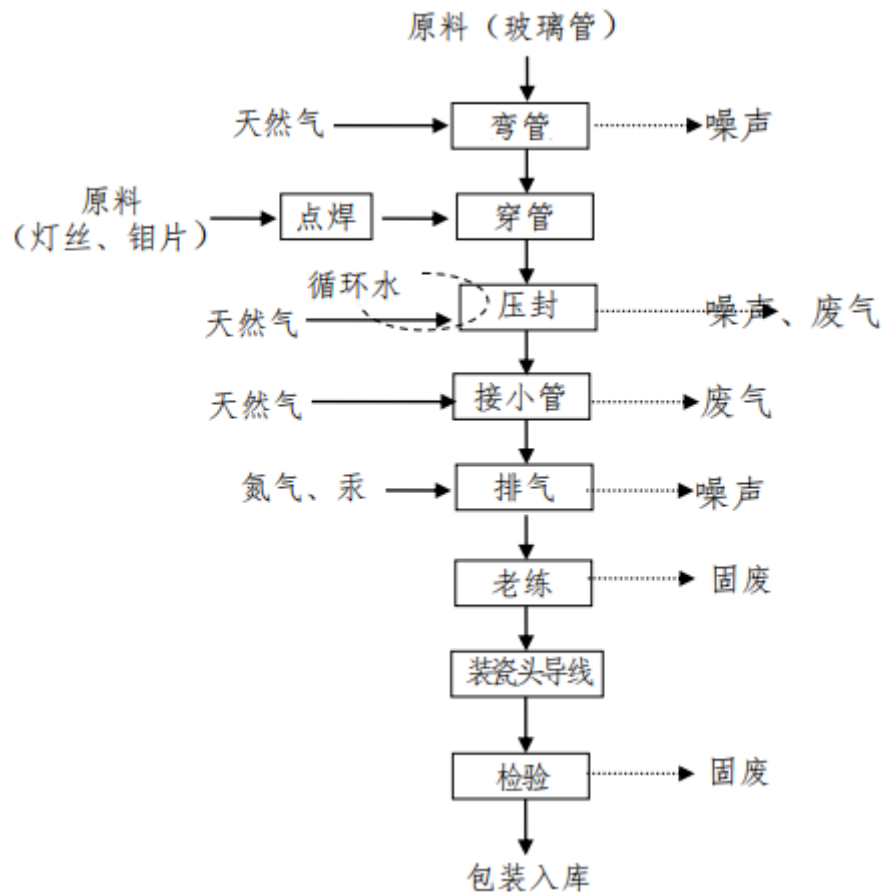 原料（玻璃管）
天然气
弯管
噪声
原料
（灯丝、钼片）
点焊
穿管
循环水
天然气
压封
噪声、废气
天然气
接小管
废气
氮气、汞
排气
噪声
老练
固废
装瓷头导线
检验
固废
包装入库